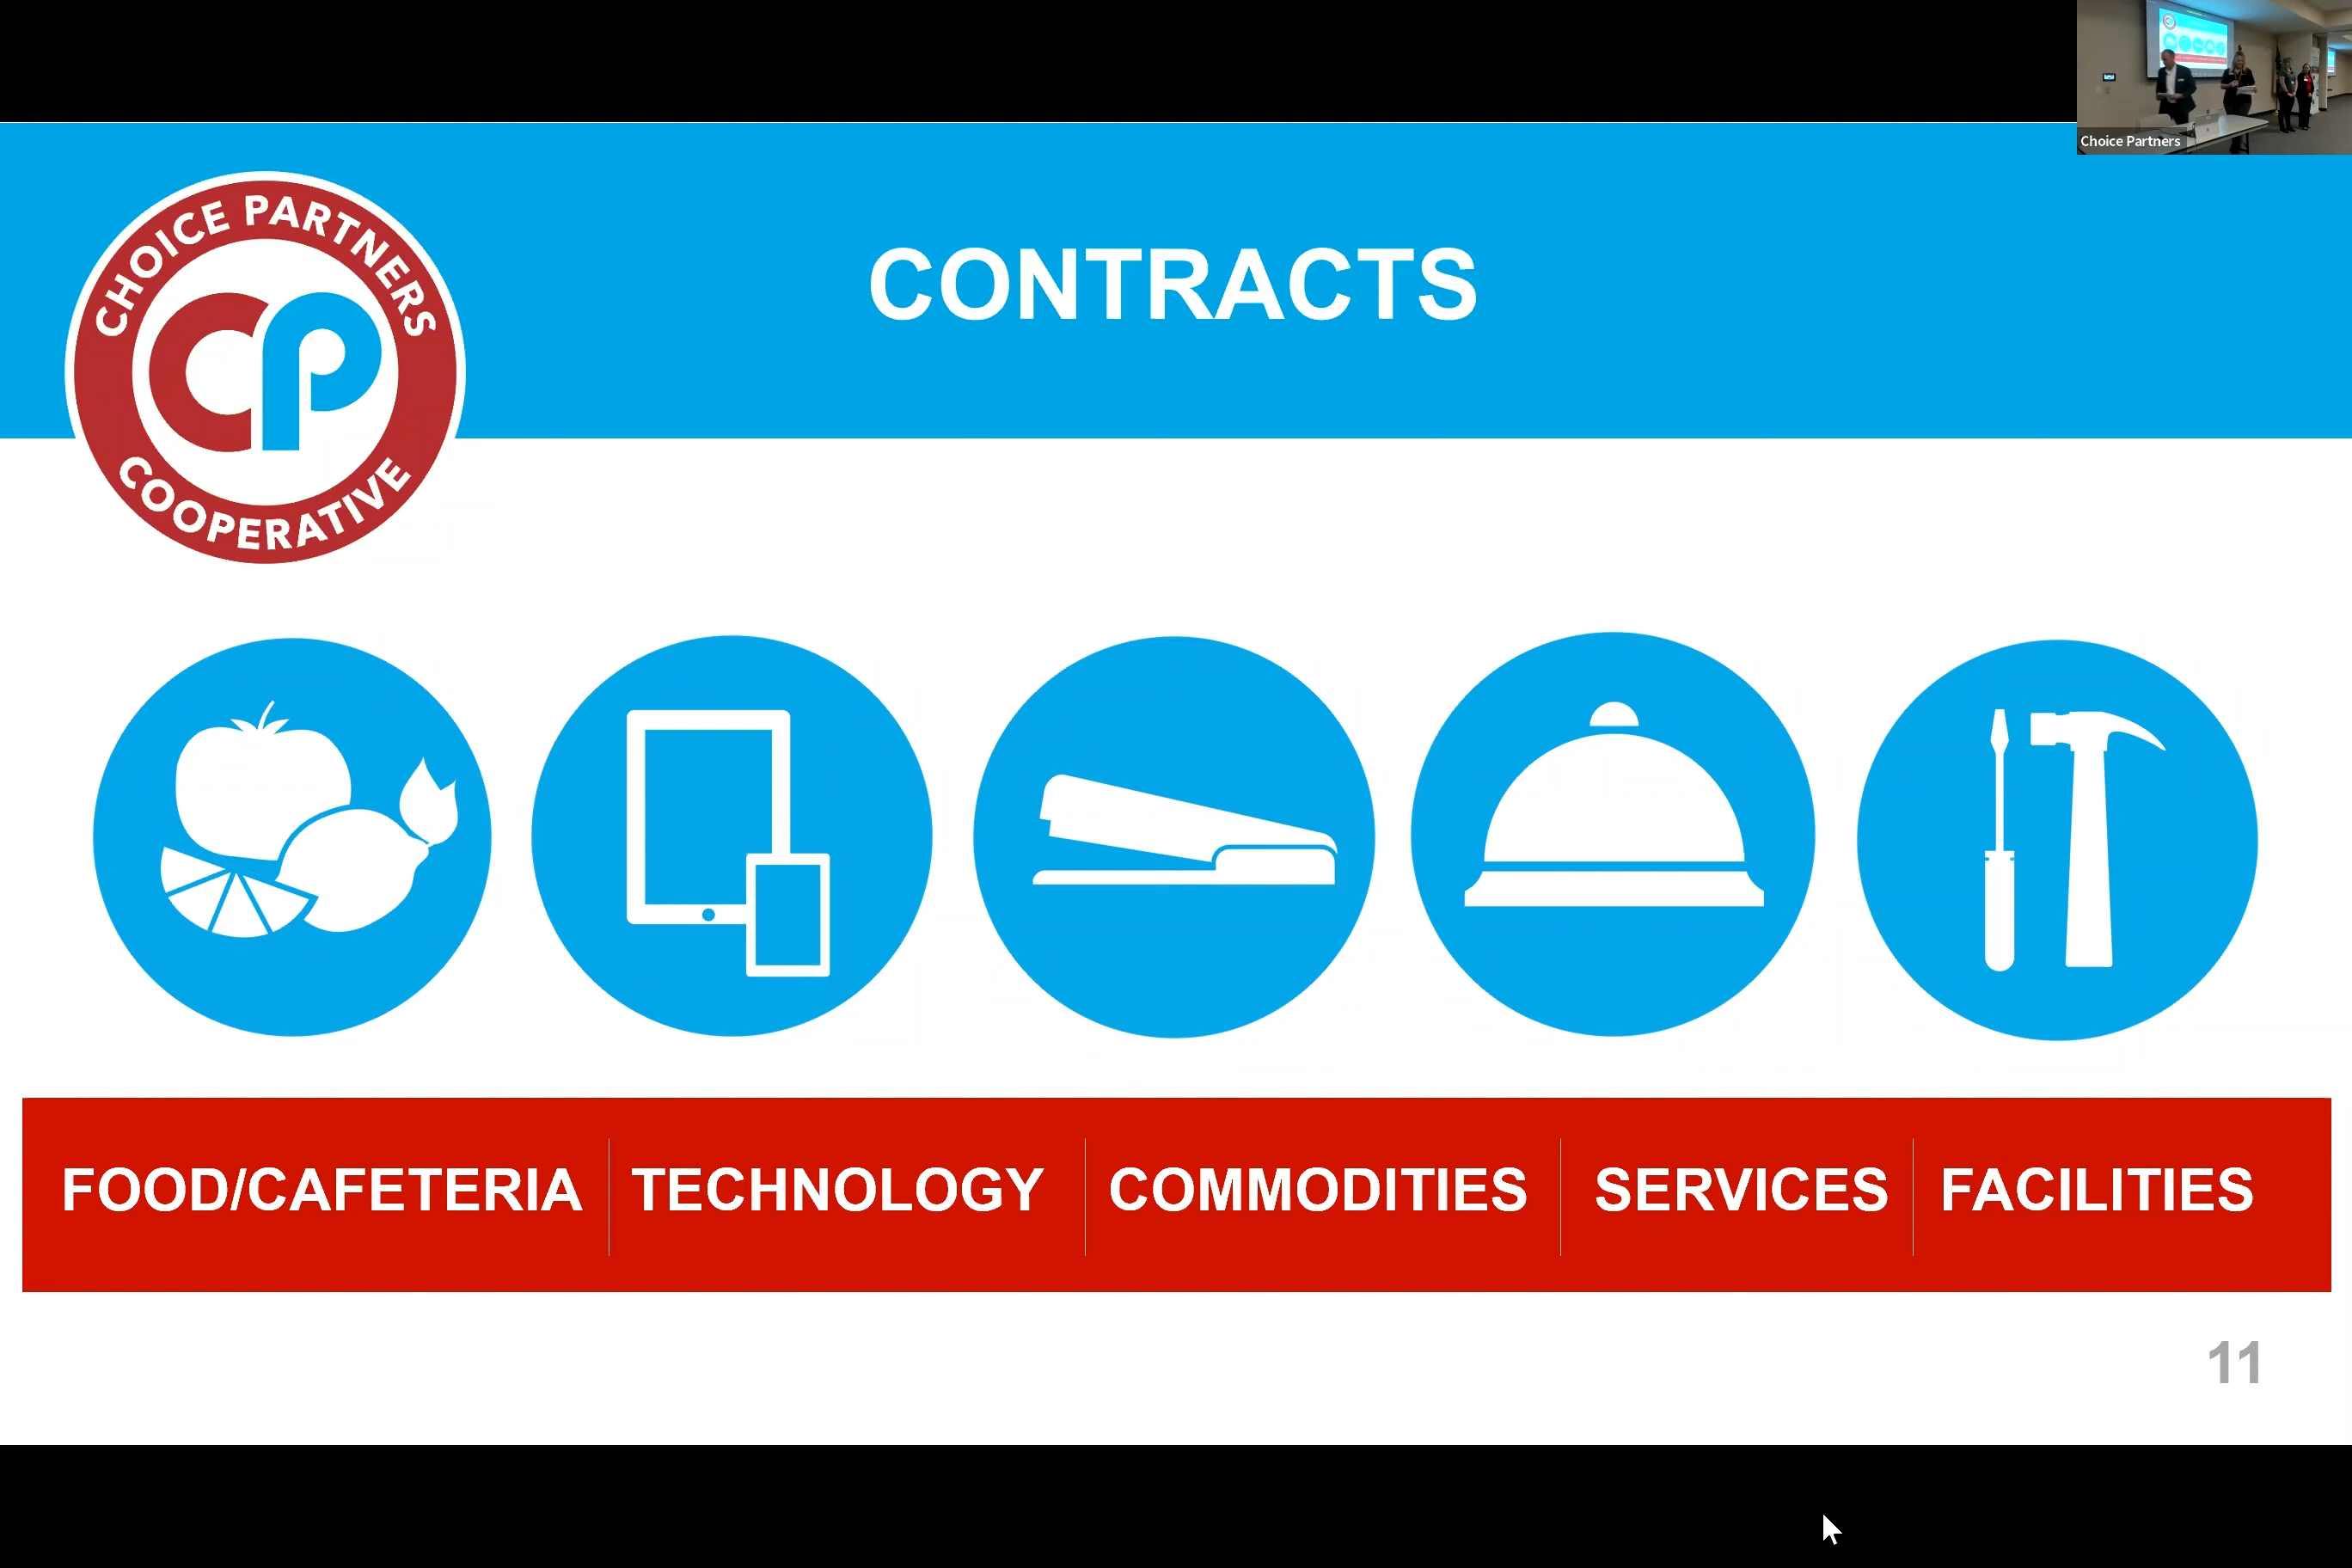 Choice Partners
CHOICE PARTNERS
CP
COOPERATIVE
CONTRACTS
FOOD/CAFETERIA
TECHNOLOGY
COMMODITIES
SERVICES
FACILITIES
11